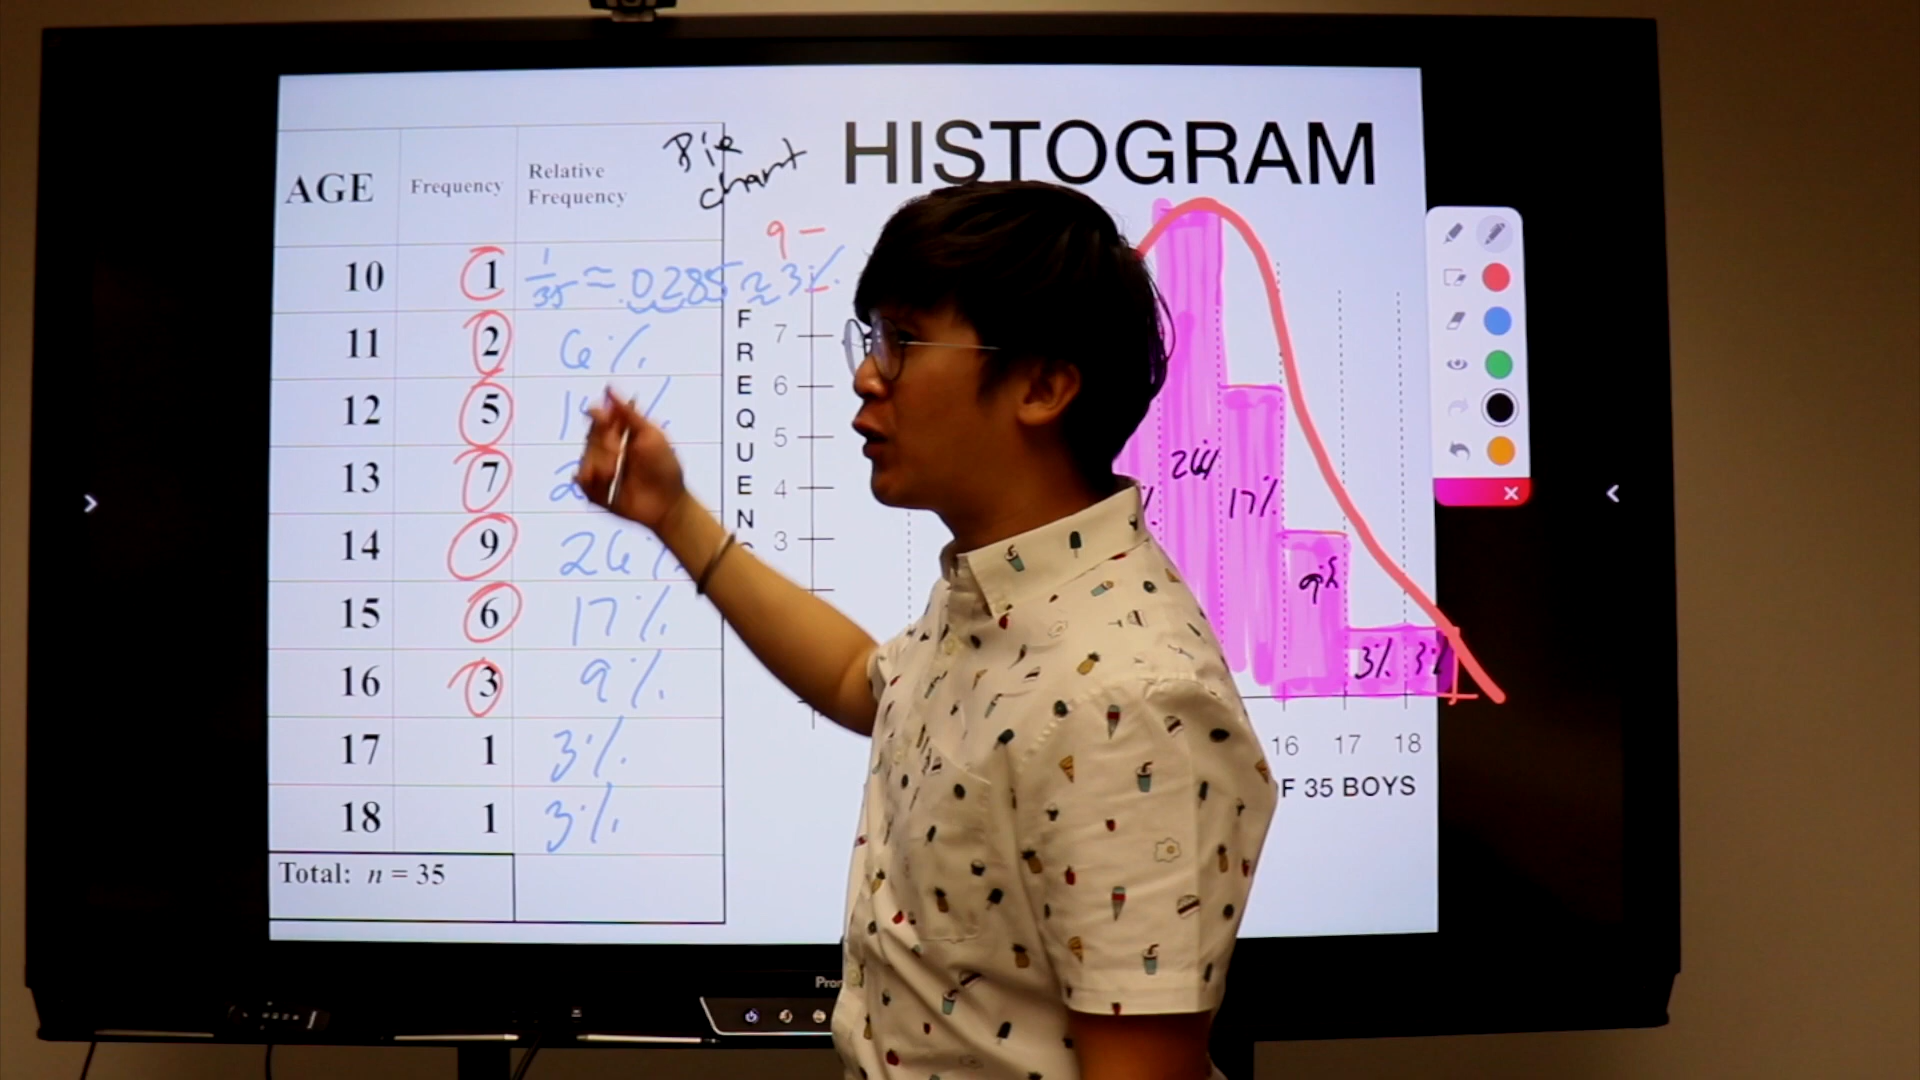 HISTOGRAM
Pie
chart
AGE Frequency Relative
Frequency
10 1 1/35 ≈ .0285 ≈ 3%
11 2 6%
12 5
13 7
14 9 26%
15 6 17%
16 3 9%
17 1 3%
18 1 3%
Total: n = 35
9
7
6
5
4
3
26%
17%
9%
3% 3%
16 17 18
F 35 BOYS